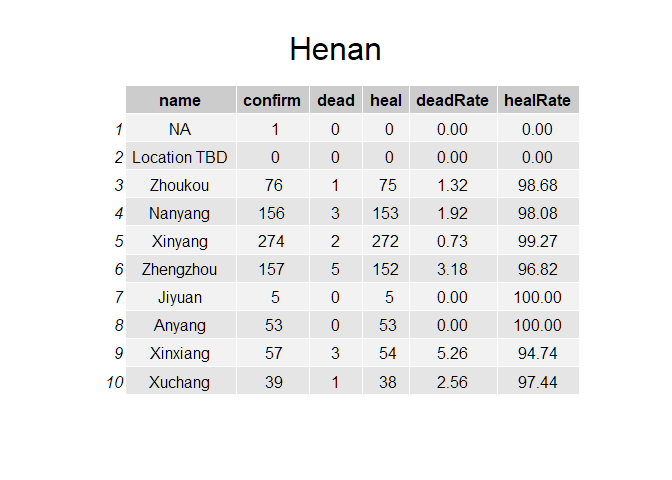 Henan
name confirm dead heal deadRate healRate
1 NA 1 0 0 0.00 0.00
2 Location TBD 0 0 0 0.00 0.00
3 Zhoukou 76 1 75 1.32 98.68
4 Nanyang 156 3 153 1.92 98.08
5 Xinyang 274 2 272 0.73 99.27
6 Zhengzhou 157 5 152 3.18 96.82
7 Jiyuan 5 0 5 0.00 100.00
8 Anyang 53 0 53 0.00 100.00
9 Xinxiang 57 3 54 5.26 94.74
10 Xuchang 39 1 38 2.56 97.44